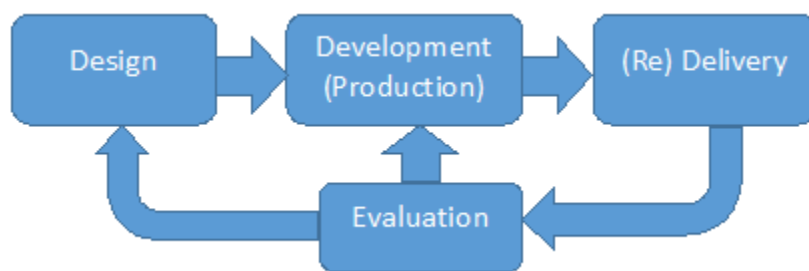 Design
Development
(Production)
(Re) Delivery
Evaluation